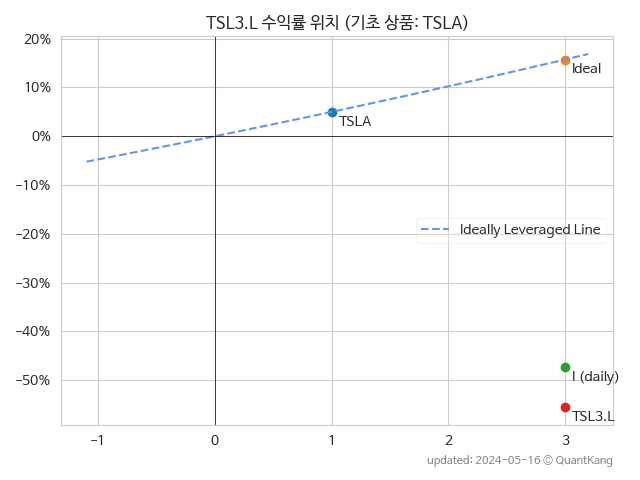 TSL3.L 수익률 위치 (기초 상품: TSLA)
20%
10%
0%
−10%
−20%
−30%
−40%
−50%
Ideal
TSLA
Ideally Leveraged Line
I (daily)
TSL3.L
−1
0
1
2
3
updated: 2024-05-16 © QuantKang